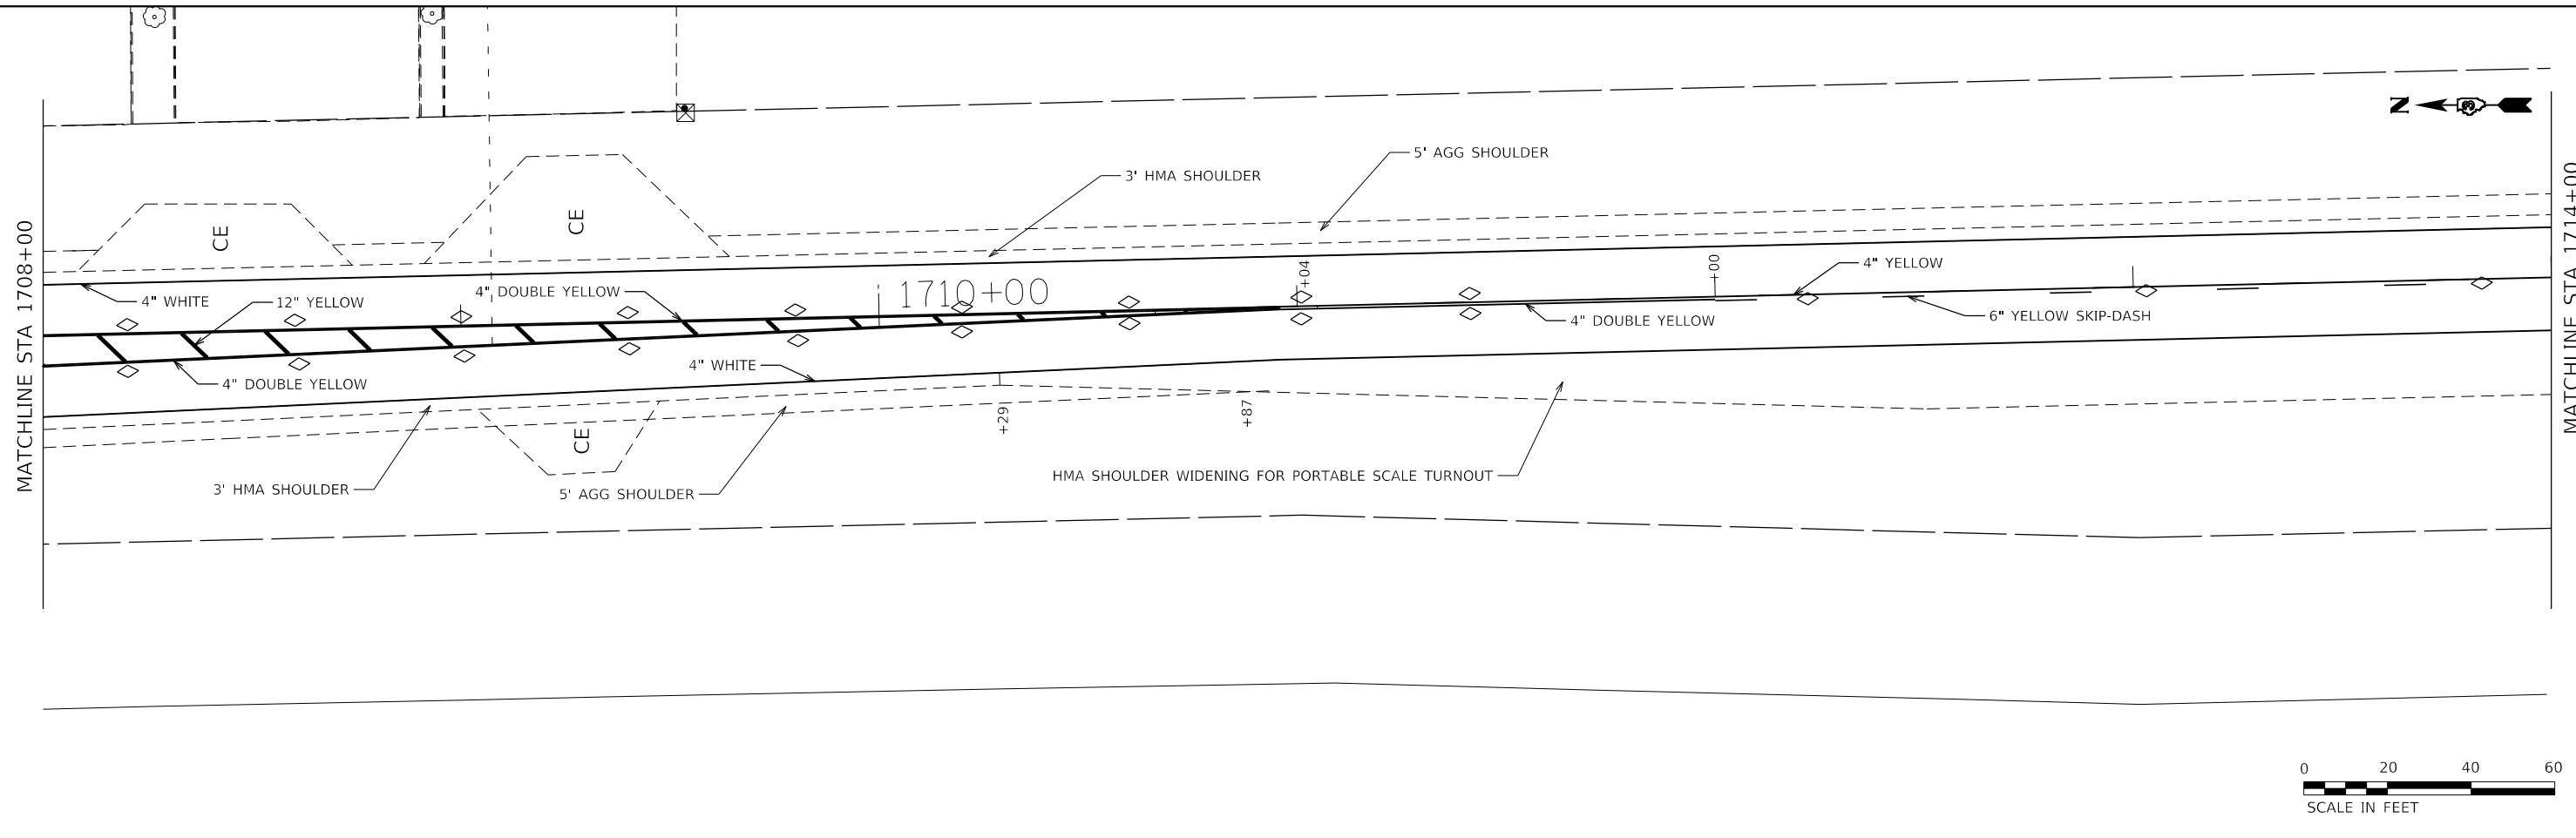 N
5' AGG SHOULDER
3' HMA SHOULDER
MATCHLINE STA 1708+00
MATCHLINE STA 1714+00
CE
CE
4" WHITE
12" YELLOW
4" DOUBLE YELLOW
1710+00
+04
+00
4" YELLOW
4" DOUBLE YELLOW
6" YELLOW SKIP-DASH
4" DOUBLE YELLOW
4" WHITE
+29
+87
CE
3' HMA SHOULDER
5' AGG SHOULDER
HMA SHOULDER WIDENING FOR PORTABLE SCALE TURNOUT
0 20 40 60
SCALE IN FEET